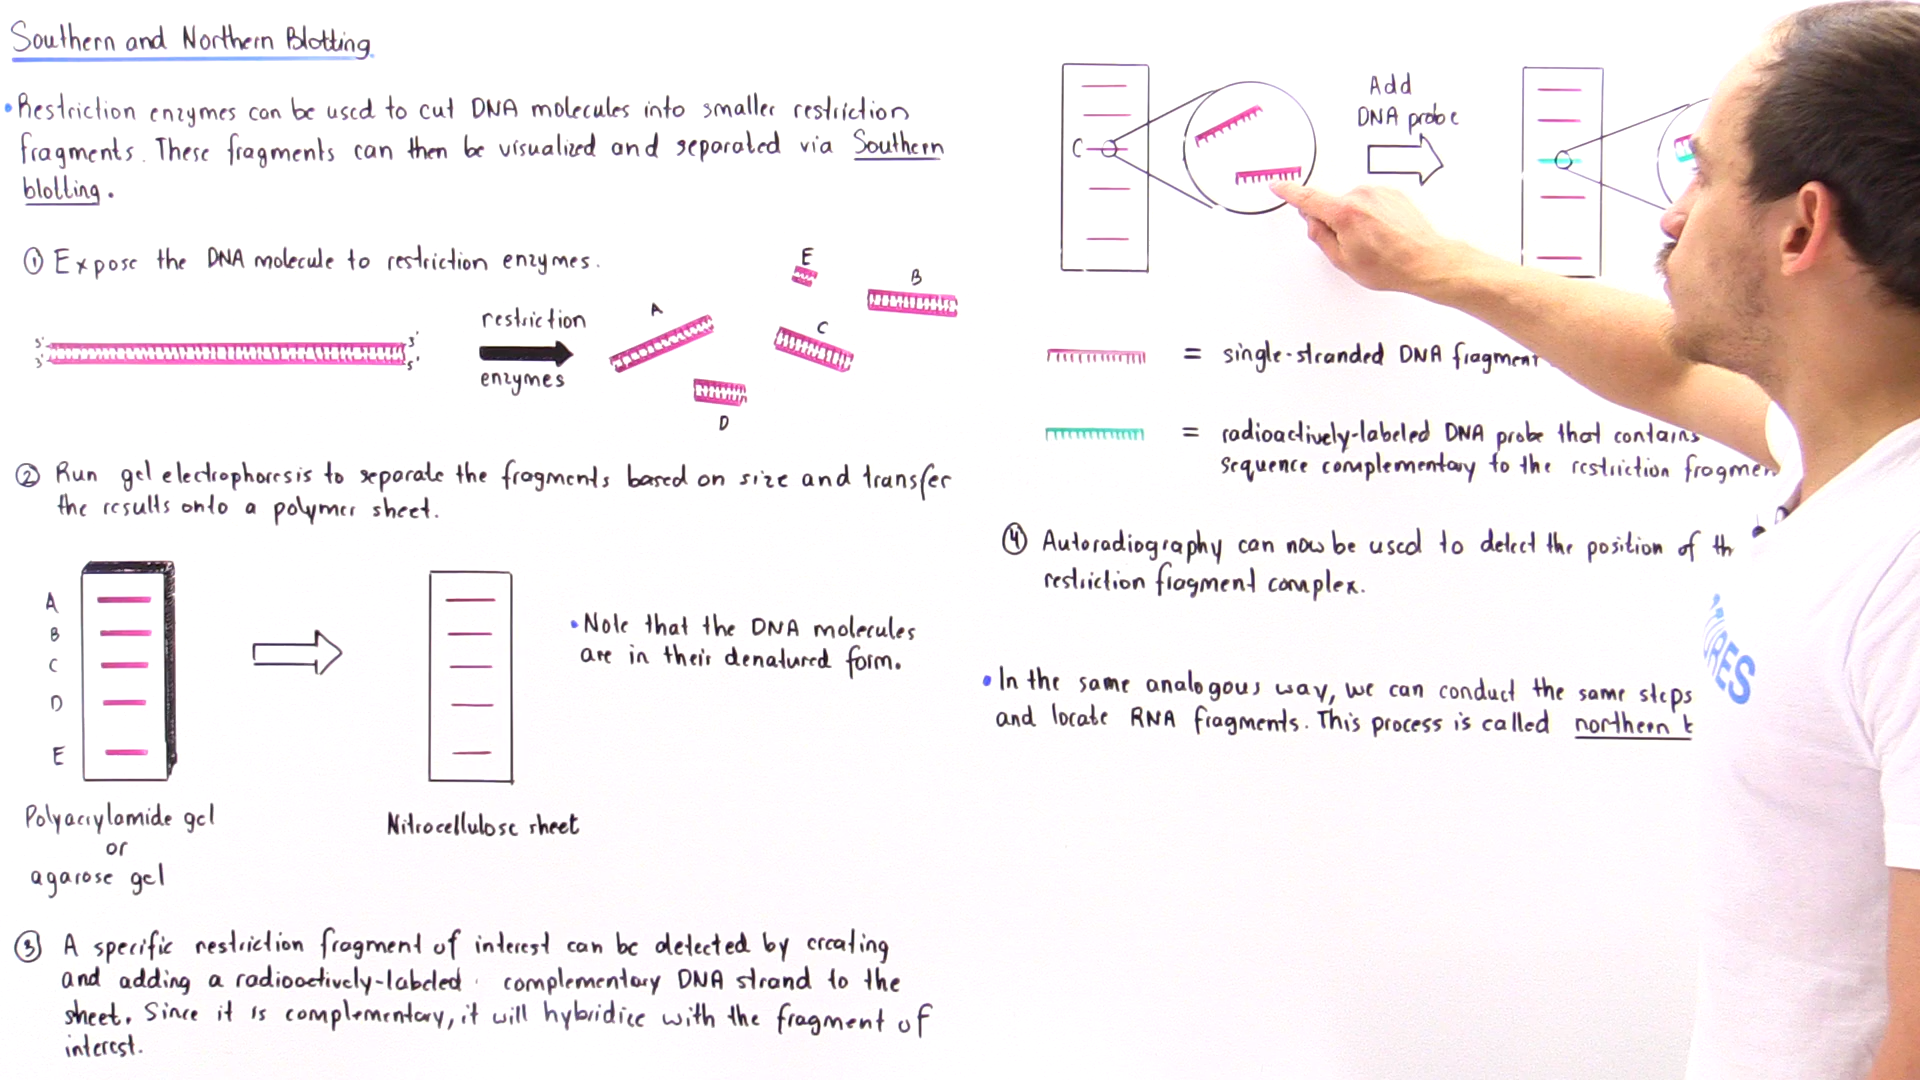 Southern and Northern Blotting
• Restriction enzymes can be used to cut DNA molecules into smaller restriction
fragments. These fragments can then be visualized and separated via Southern
blotting.
① Expose the DNA molecule to restriction enzymes.
5' 3'
3' 5'
restriction
enzymes
A
E
B
C
D
② Run gel electrophoresis to separate the fragments based on size and transfer
the results onto a polymer sheet.
A
B
C
D
E
• Note that the DNA molecules
are in their denatured form.
Polyacrylamide gel
or
agarose gel
Nitrocellulose sheet
③ A specific restriction fragment of interest can be detected by creating
and adding a radioactively-labeled complementary DNA strand to the
sheet. Since it is complementary, it will hybridize with the fragment of
interest.
C
Add
DNA probe
= single-stranded DNA fragment
= radioactively-labeled DNA probe that contains
sequence complementary to the restriction fragmen
④ Autoradiography can now be used to detect the position of th
restriction fragment complex.
• In the same analogous way, we can conduct the same steps
and locate RNA fragments. This process is called northern